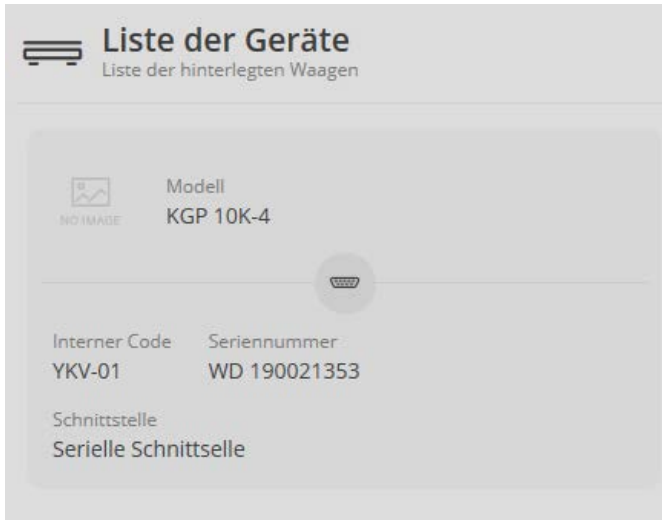 Liste der Geräte
Liste der hinterlegten Waagen
NO IMAGE
Modell
KGP 10K-4
Interner Code Seriennummer
YKV-01 WD 190021353
Schnittstelle
Serielle Schnittselle